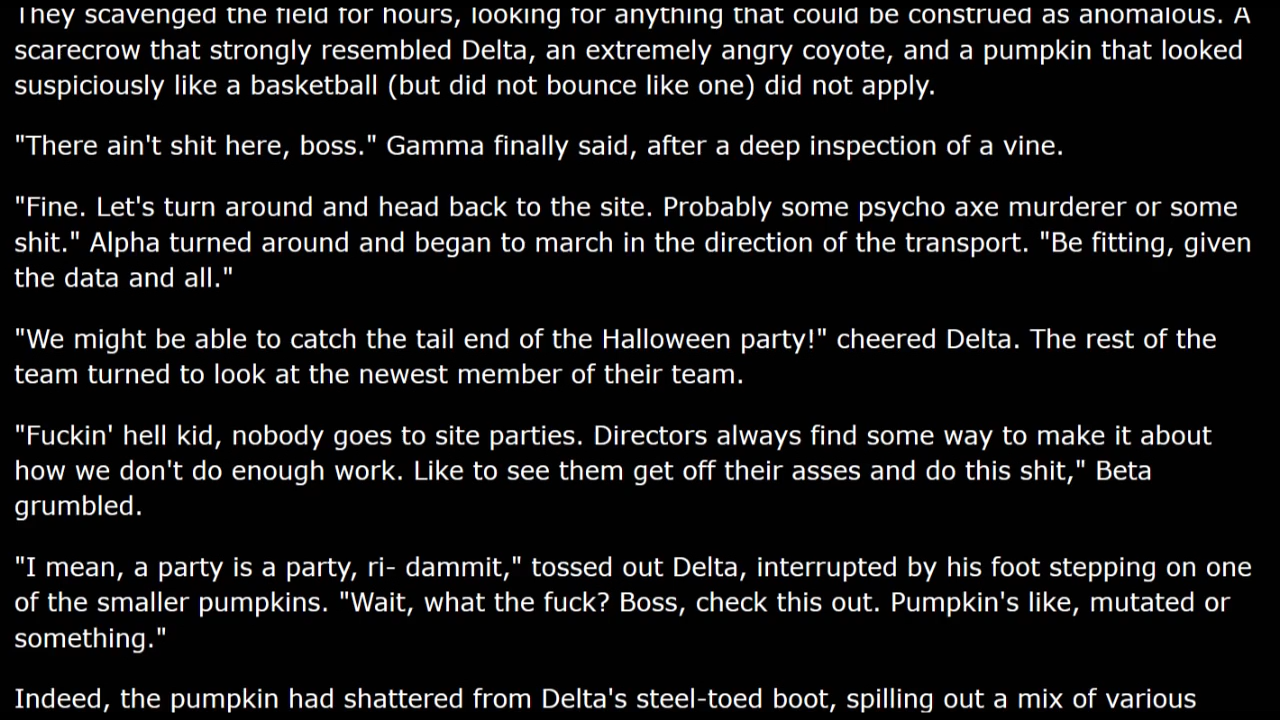 They scavenged the field for hours, looking for anything that could be construed as anomalous. A
scarecrow that strongly resembled Delta, an extremely angry coyote, and a pumpkin that looked
suspiciously like a basketball (but did not bounce like one) did not apply.
"There ain't shit here, boss." Gamma finally said, after a deep inspection of a vine.
"Fine. Let's turn around and head back to the site. Probably some psycho axe murderer or some
shit." Alpha turned around and began to march in the direction of the transport. "Be fitting, given
the data and all."
"We might be able to catch the tail end of the Halloween party!" cheered Delta. The rest of the
team turned to look at the newest member of their team.
"Fuckin' hell kid, nobody goes to site parties. Directors always find some way to make it about
how we don't do enough work. Like to see them get off their asses and do this shit," Beta
grumbled.
"I mean, a party is a party, ri- dammit," tossed out Delta, interrupted by his foot stepping on one
of the smaller pumpkins. "Wait, what the fuck? Boss, check this out. Pumpkin's like, mutated or
something."
Indeed, the pumpkin had shattered from Delta's steel-toed boot, spilling out a mix of various